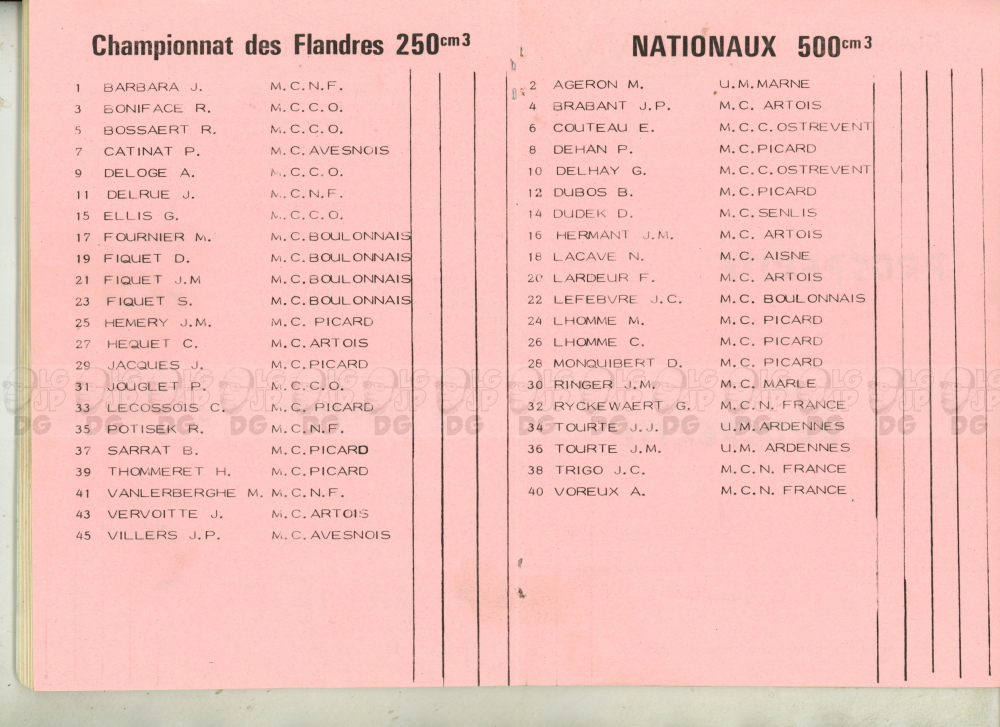 Championnat des Flandres 250cm3
1 BARBARA J. M.C.N.F.
3 BONIFACE R. M.C.C.O.
5 BOSSAERT R. M.C.C.O.
7 CATINAT P. M.C.AVESNOIS
9 DELOGE A. M.C.C.O.
11 DELRUE J. M.C.N.F.
15 ELLIS G. M.C.C.O.
17 FOURNIER M. M.C.BOULONNAIS
19 FIQUET D. M.C.BOULONNAIS
21 FIQUET J.M M.C.BOULONNAIS
23 FIQUET S. M.C.BOULONNAIS
25 HEMERY J.M. M.C. PICARD
27 HEQUET C. M.C.ARTOIS
29 JACQUES J. M.C.PICARD
31 JOUGLET P. M.C.C.O.
33 LECOSSOIS C. M.C. PICARD
35 POTISEK R. M.C.N.F.
37 SARRAT B. M.C.PICARD
39 THOMMERET H. M.C.PICARD
41 VANLERBERGHE M. M.C.N.F.
43 VERVOITTE J. M.C.ARTOIS
45 VILLERS J.P. M.C.AVESNOIS
NATIONAUX 500cm3
2 AGERON M. U.M.MARNE
4 BRABANT J.P. M.C. ARTOIS
6 COUTEAU E. M.C.C.OSTREVENT
8 DEHAN P. M.C.PICARD
10 DELHAY G. M.C.C.OSTREVENT
12 DUBOS B. M.C.PICARD
14 DUDEK D. M.C.SENLIS
16 HERMANT J.M. M.C. ARTOIS
18 LACAVE N. M.C. AISNE
20 LARDEUR F. M.C. ARTOIS
22 LEFEBVRE J.C. M.C. BOULONNAIS
24 LHOMME M. M.C. PICARD
26 LHOMME C. M.C. PICARD
28 MONQUIBERT D. M.C. PICARD
30 RINGER J.M. M.C. MARLE
32 RYCKEWAERT G. M.C.N. FRANCE
34 TOURTE J.J. U.M.ARDENNES
36 TOURTE J.M. U.M. ARDENNES
38 TRIGO J.C. M.C.N. FRANCE
40 VOREUX A. M.C.N. FRANCE